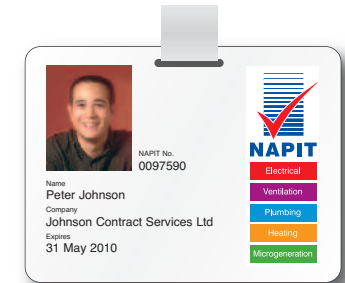 NAPIT No.
0097590
Name
Peter Johnson
Company
Johnson Contract Services Ltd
Expires
31 May 2010
NAPIT
Electrical
Ventilation
Plumbing
Heating
Microgeneration